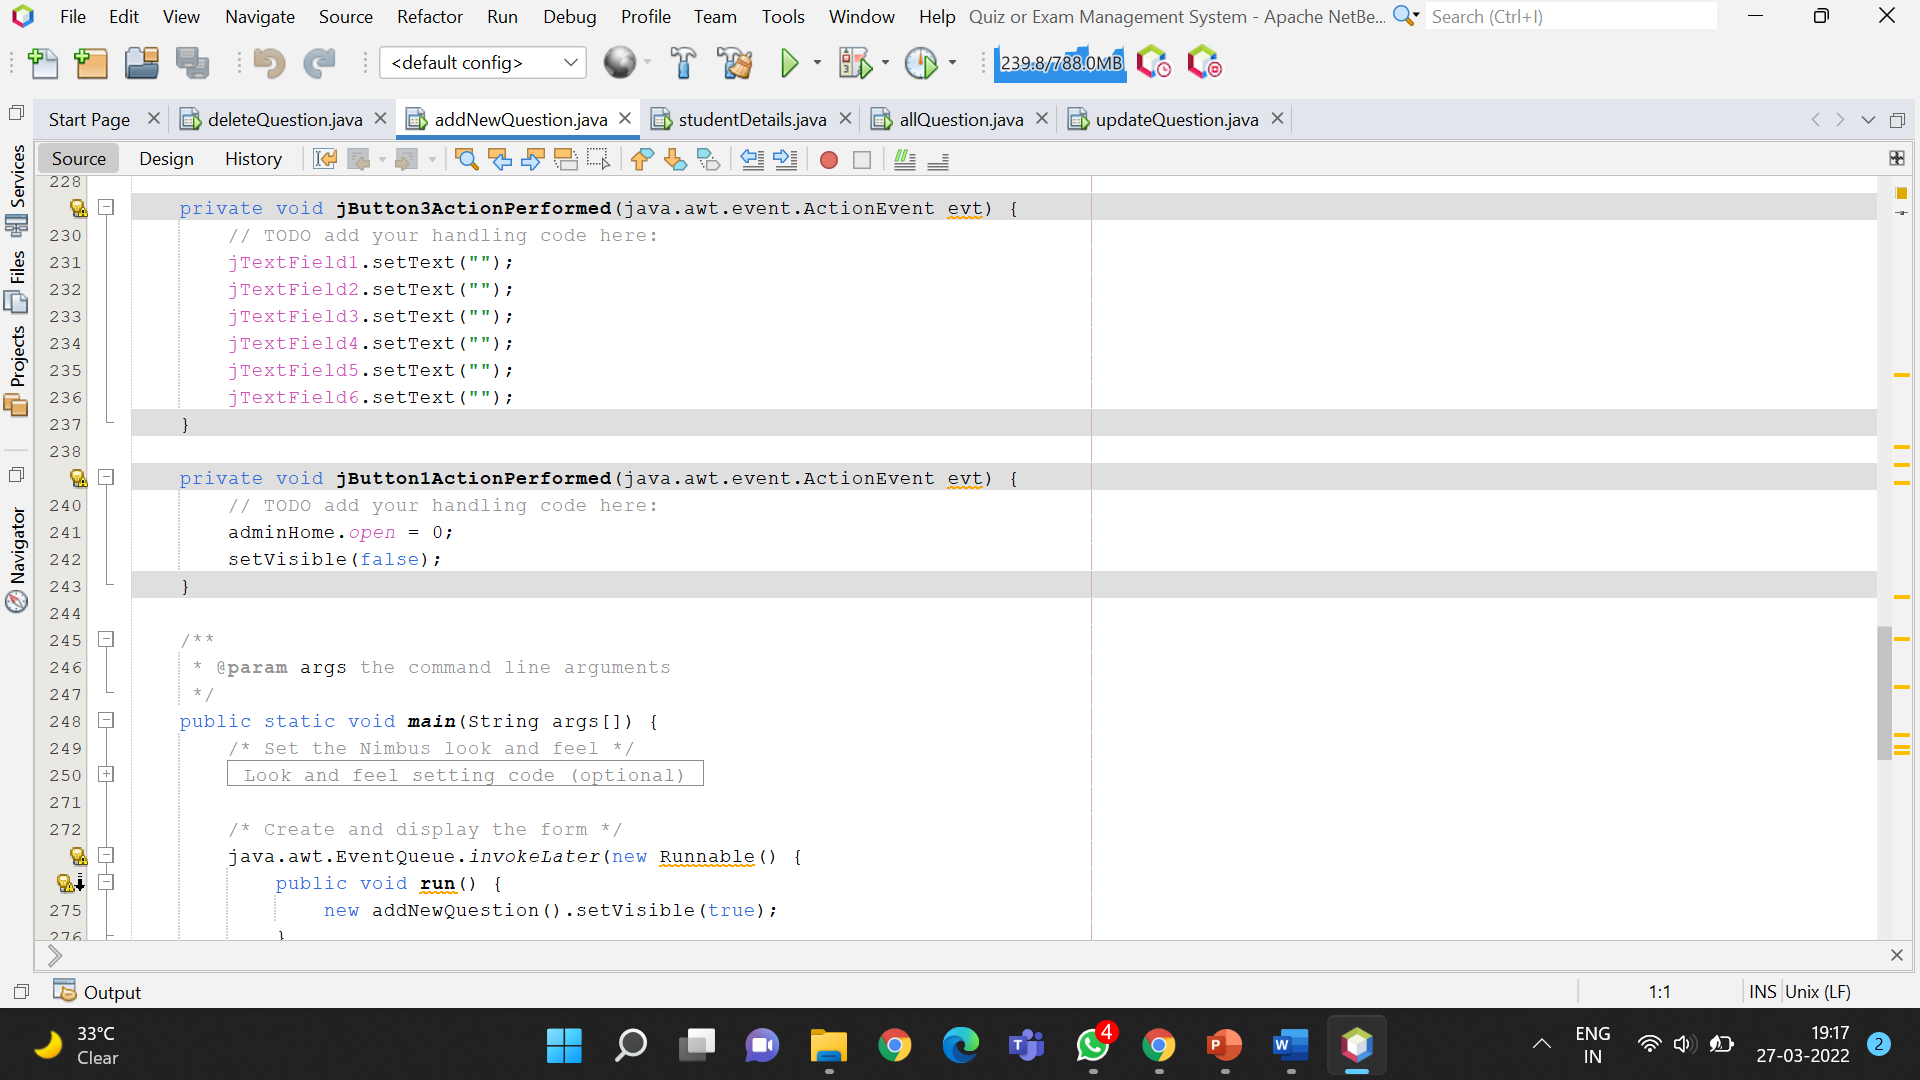 File Edit View Navigate Source Refactor Run Debug Profile Team Tools Window Help Quiz or Exam Management System - Apache NetBe... Search (Ctrl+I)
<default config> 239.8/788.0MB
Start Page deleteQuestion.java addNewQuestion.java studentDetails.java allQuestion.java updateQuestion.java
Source Design History
Services
Files
Projects
Navigator
228
private void jButton3ActionPerformed(java.awt.event.ActionEvent evt) {
230 // TODO add your handling code here:
231 jTextField1.setText("");
232 jTextField2.setText("");
233 jTextField3.setText("");
234 jTextField4.setText("");
235 jTextField5.setText("");
236 jTextField6.setText("");
237 }
238
private void jButton1ActionPerformed(java.awt.event.ActionEvent evt) {
240 // TODO add your handling code here:
241 adminHome.open = 0;
242 setVisible(false);
243 }
244
245 /**
246 * @param args the command line arguments
247 */
248 public static void main(String args[]) {
249 /* Set the Nimbus look and feel */
250 Look and feel setting code (optional)
271
272 /* Create and display the form */
java.awt.EventQueue.invokeLater(new Runnable() {
public void run() {
275 new addNewQuestion().setVisible(true);
276 }
Output 1:1 INS Unix (LF)
33°C
Clear
4
ENG
IN
19:17
27-03-2022
2